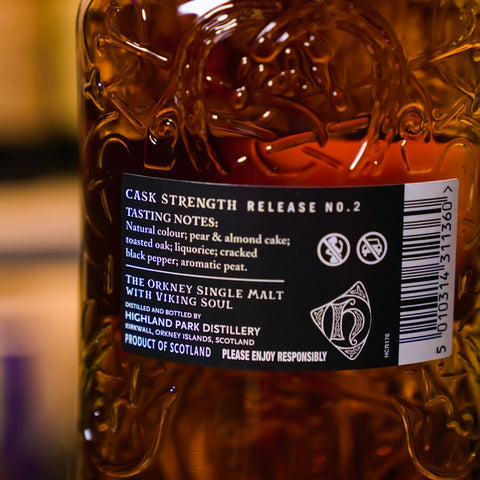 CASK STRENGTH RELEASE NO.2
TASTING NOTES:
Natural colour; pear & almond cake;
toasted oak; liquorice; cracked
black pepper; aromatic peat.
THE ORKNEY SINGLE MALT
WITH VIKING SOUL
DISTILLED AND BOTTLED BY
HIGHLAND PARK DISTILLERY
KIRKWALL, ORKNEY ISLANDS, SCOTLAND
PRODUCT OF SCOTLAND PLEASE ENJOY RESPONSIBLY
H
HCR176
5 010314 311360 >